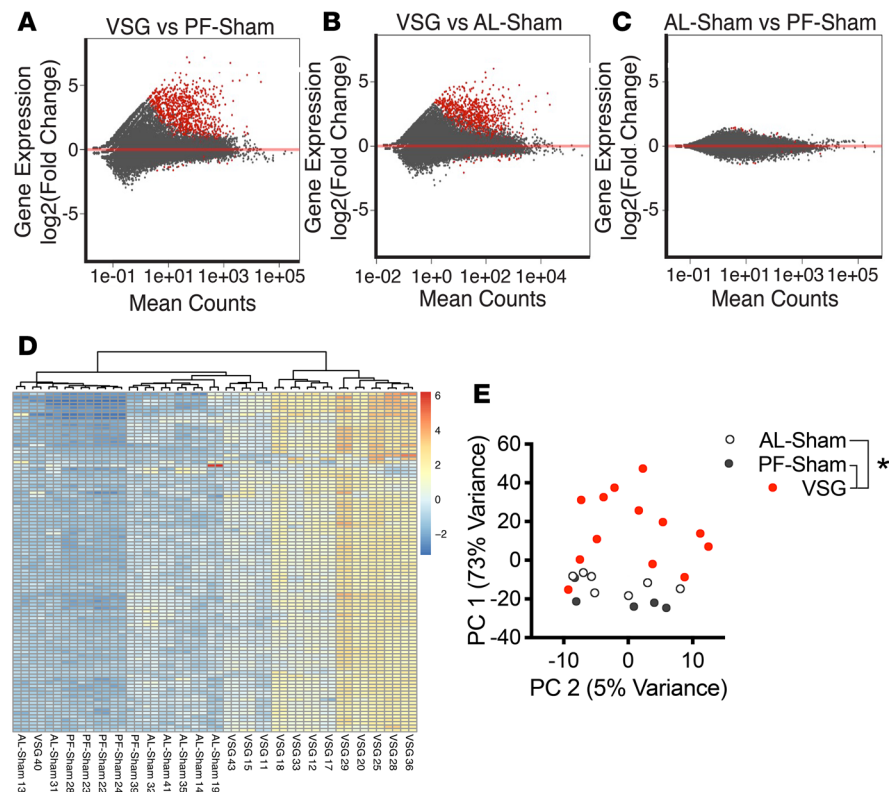 A
VSG vs PF-Sham
Gene Expression
log2(Fold Change)
5
0
-5
1e-01
1e+01
1e+03
1e+05
Mean Counts
B
VSG vs AL-Sham
Gene Expression
log2(Fold Change)
5
0
-5
1e-02
1e+0
1e+02
1e+04
Mean Counts
C
AL-Sham vs PF-Sham
Gene Expression
log2(Fold Change)
5
0
-5
1e-01
1e+01
1e+03
1e+05
Mean Counts
D
6
4
2
0
−2
AL-Sham 13
VSG 40
AL-Sham 31
PF-Sham 28
PF-Sham 23
PF-Sham 22
PF-Sham 24
PF-Sham 39
AL-Sham 32
AL-Sham 41
AL-Sham 35
AL-Sham 14
AL-Sham 19
VSG 43
VSG 15
VSG 11
VSG 18
VSG 33
VSG 12
VSG 17
VSG 29
VSG 20
VSG 25
VSG 28
VSG 36
E
PC 1 (73% Variance)
60
40
20
0
-20
-40
-10
0
10
PC 2 (5% Variance)
AL-Sham
PF-Sham
VSG
*